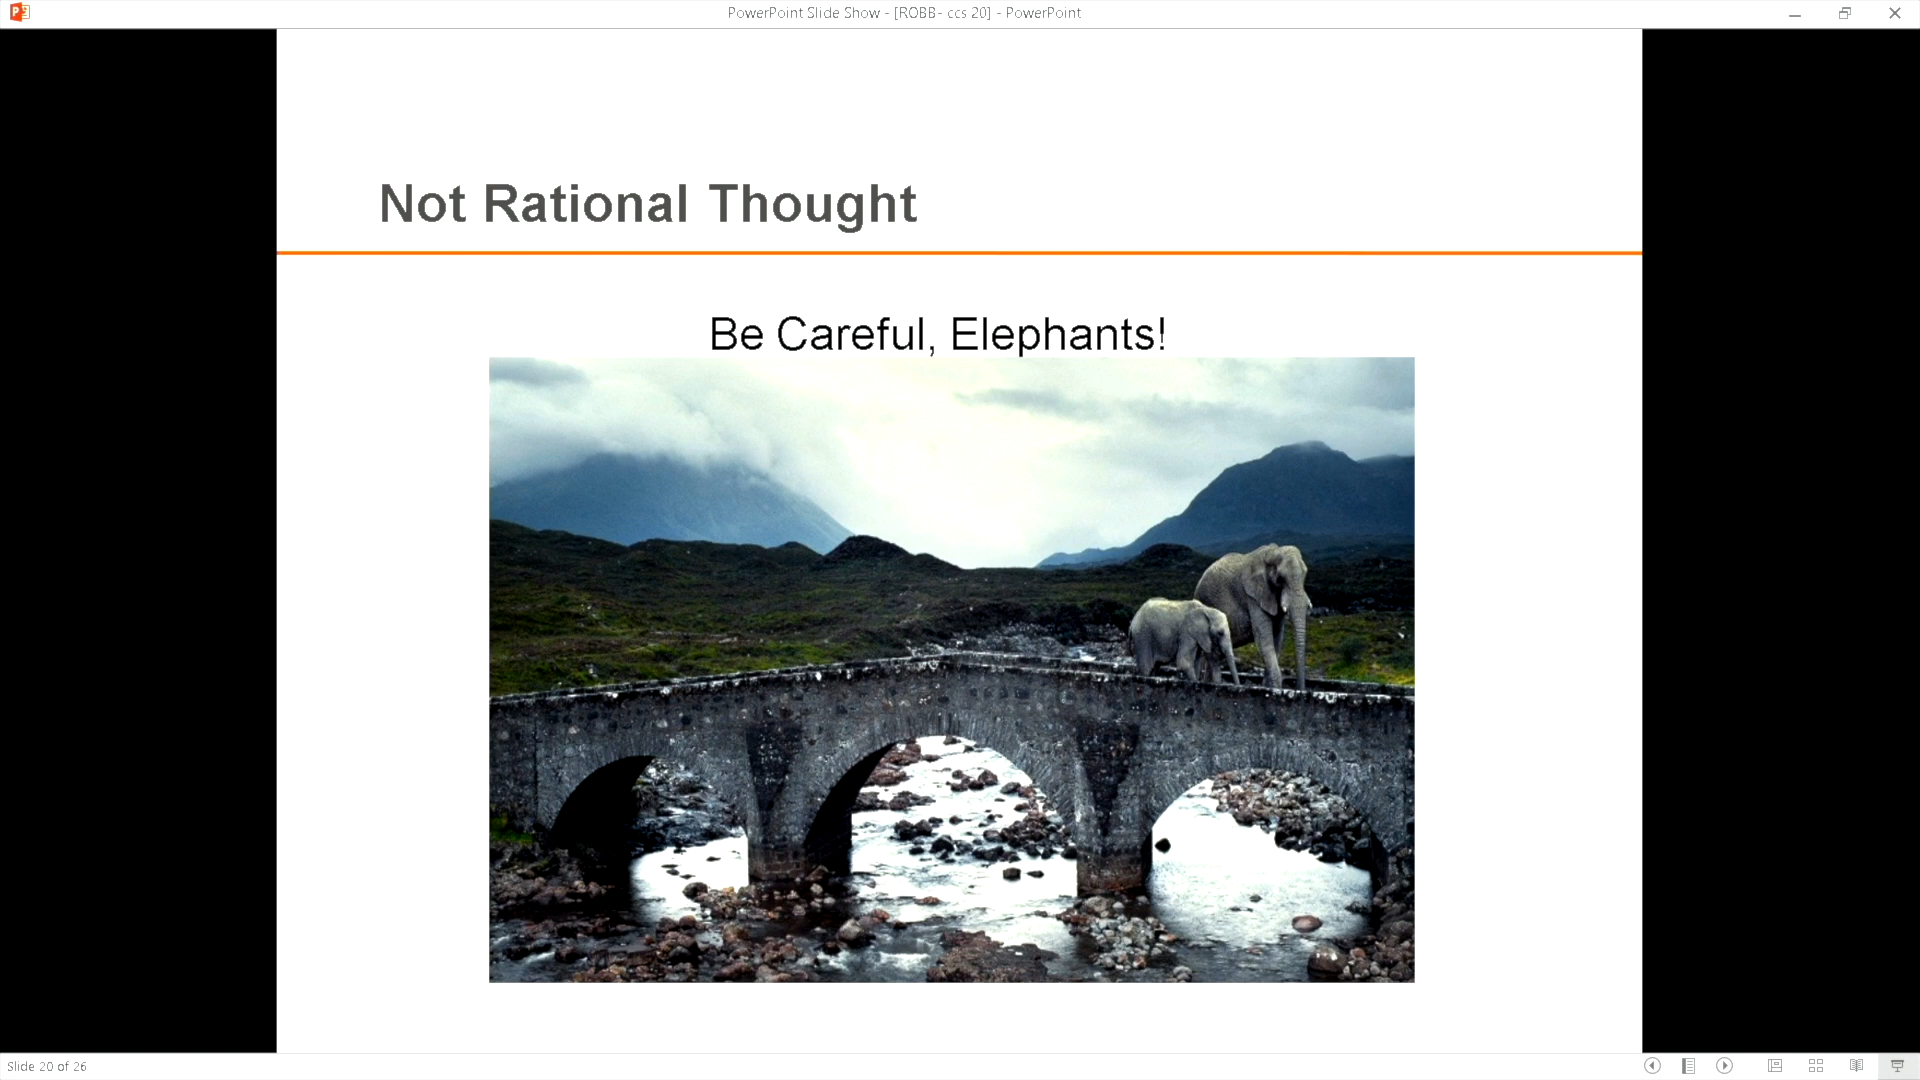 PowerPoint Slide Show - [ROBB- ccs 20] - PowerPoint
Not Rational Thought
Be Careful, Elephants!
Slide 20 of 26